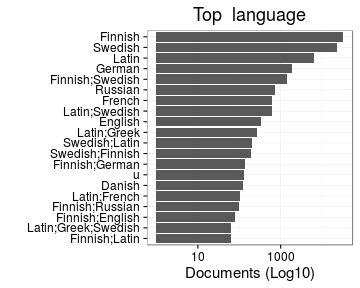 Top language
Finnish
Swedish
Latin
German
Finnish;Swedish
Russian
French
Latin;Swedish
English
Latin;Greek
Swedish;Latin
Swedish;Finnish
Finnish;German
u
Danish
Latin;French
Finnish;Russian
Finnish;English
Latin;Greek;Swedish
Finnish;Latin
10 1000
Documents (Log10)